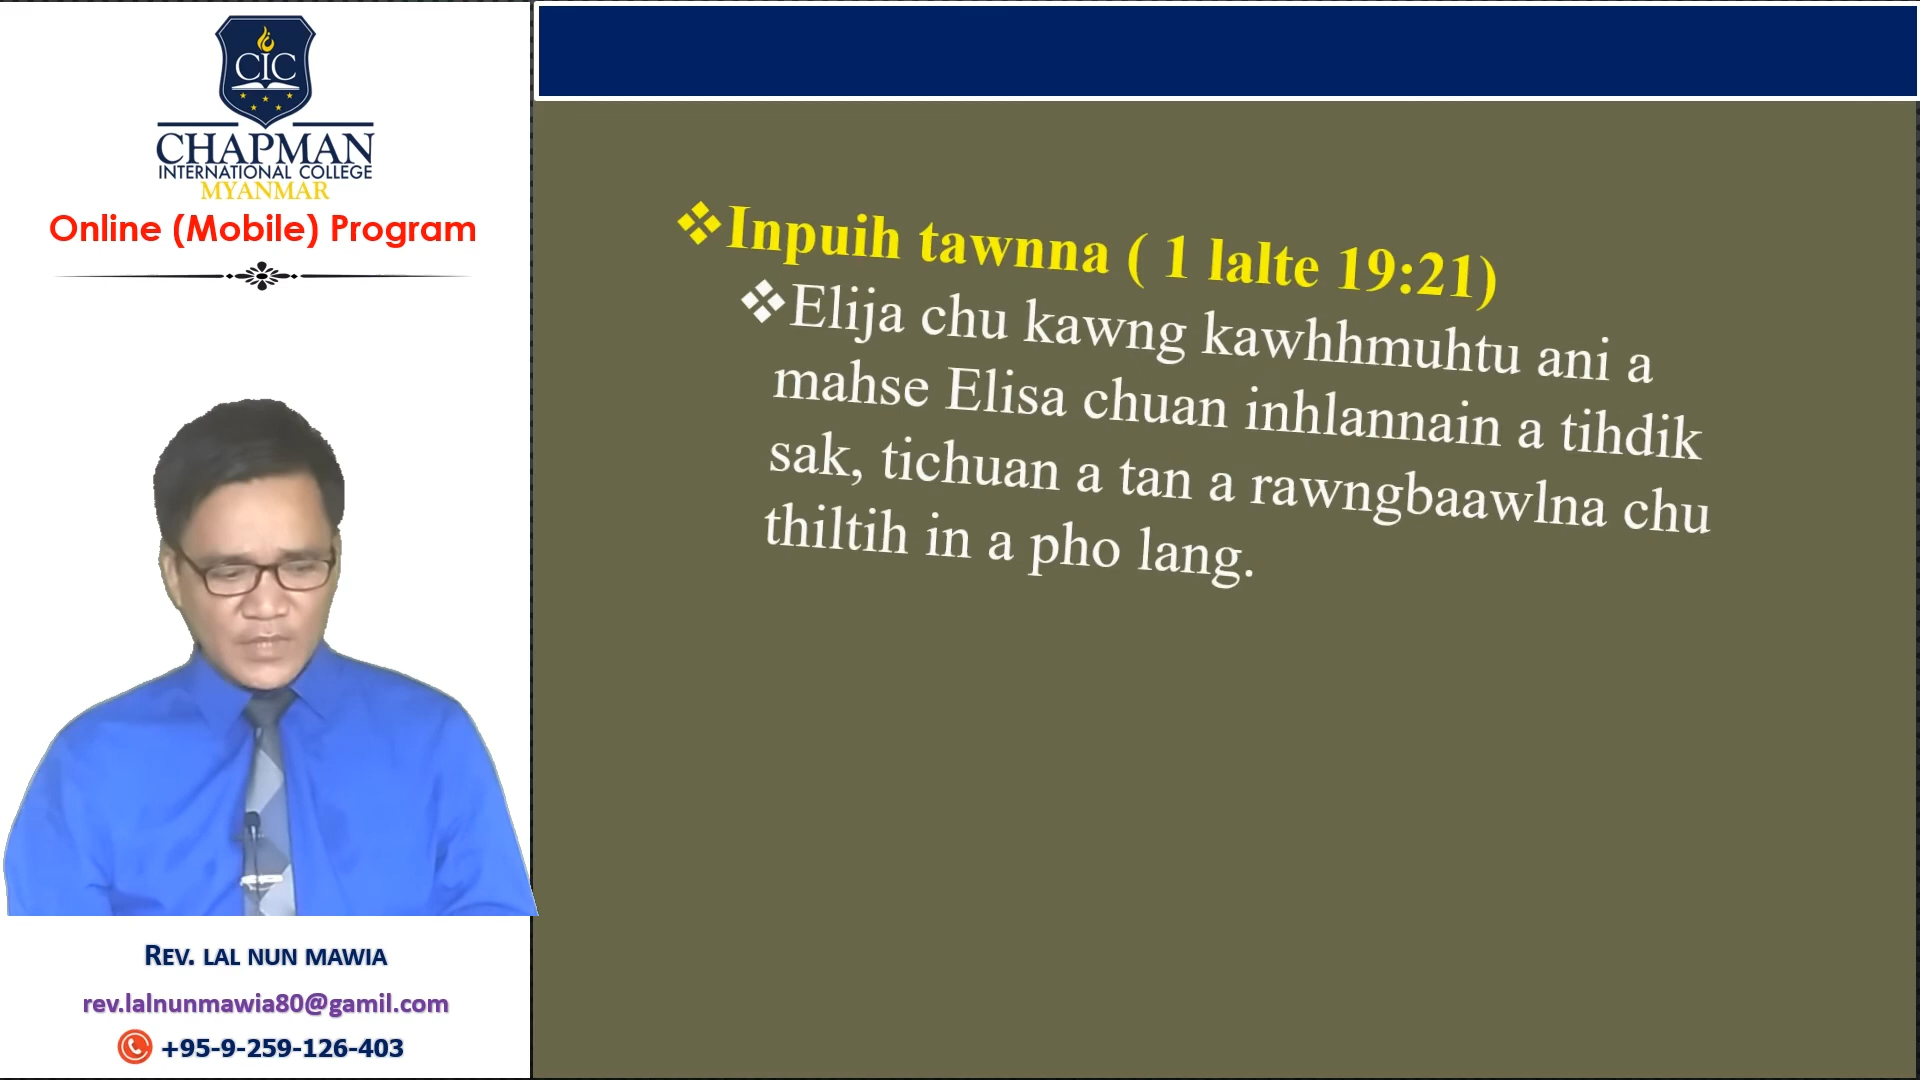 CIC
CHAPMAN
INTERNATIONAL COLLEGE
MYANMAR
Online (Mobile) Program
REV. LAL NUN MAWIA
rev.lalnunmawia80@gamil.com
+95-9-259-126-403
❖Inpuih tawnna ( 1 lalte 19:21)
❖Elija chu kawng kawhhmuhtu ani a
mahse Elisa chuan inhlannain a tihdik
sak, tichuan a tan a rawngbaawlna chu
thiltih in a pho lang.